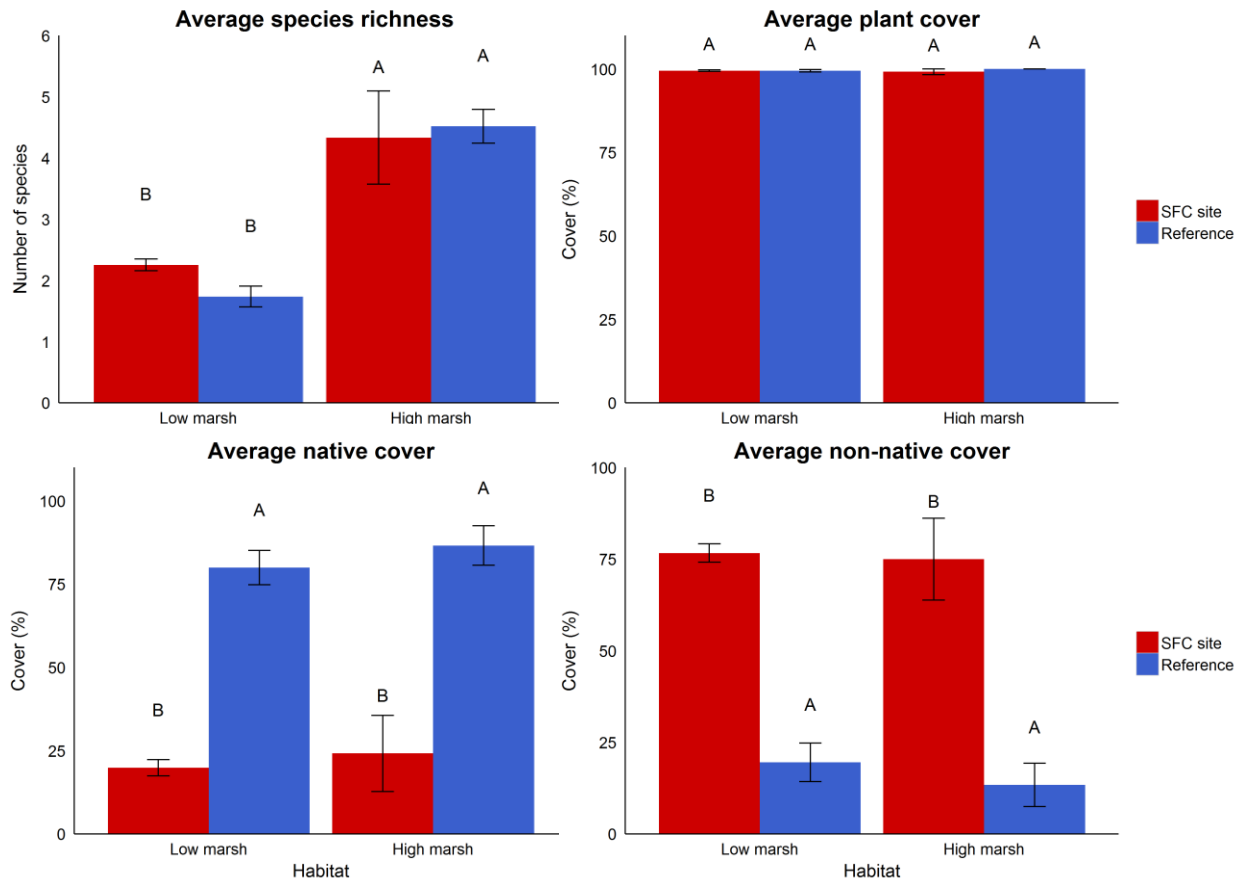 Average species richness
6
5
4
3
2
1
0
Number of species
B
B
A
A
Low marsh
High marsh
Average plant cover
100
75
50
25
0
Cover (%)
A
A
A
A
Low marsh
High marsh
SFC site
Reference
Average native cover
100
75
50
25
0
Cover (%)
B
A
B
A
Low marsh
High marsh
Habitat
Average non-native cover
100
75
50
25
0
Cover (%)
B
A
B
A
Low marsh
High marsh
Habitat
SFC site
Reference